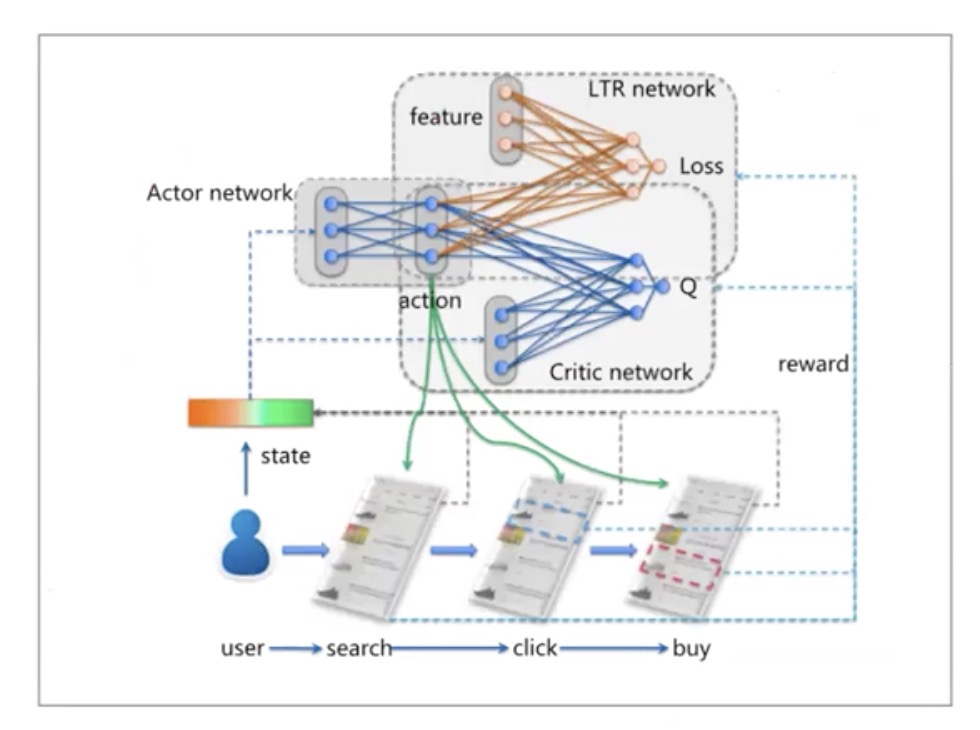 LTR network
feature
Loss
Actor network
action
Q
Critic network
reward
state
user search click buy